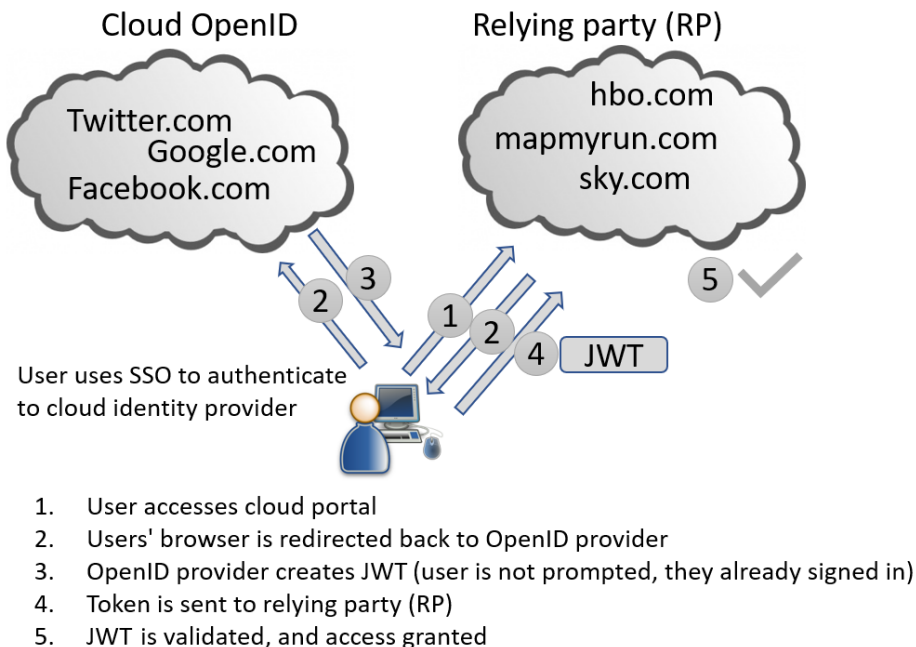 Cloud OpenID
Relying party (RP)
Twitter.com
Google.com
Facebook.com
hbo.com
mapmyrun.com
sky.com
5
3
2
1
2
4
JWT
User uses SSO to authenticate
to cloud identity provider
1. User accesses cloud portal
2. Users' browser is redirected back to OpenID provider
3. OpenID provider creates JWT (user is not prompted, they already signed in)
4. Token is sent to relying party (RP)
5. JWT is validated, and access granted